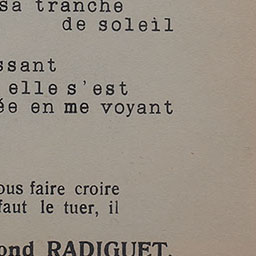 sa tranche
de soleil
ssant
elle s'est
ée en me voyant
ous faire croire
faut le tuer, il
ond RADIGUET.